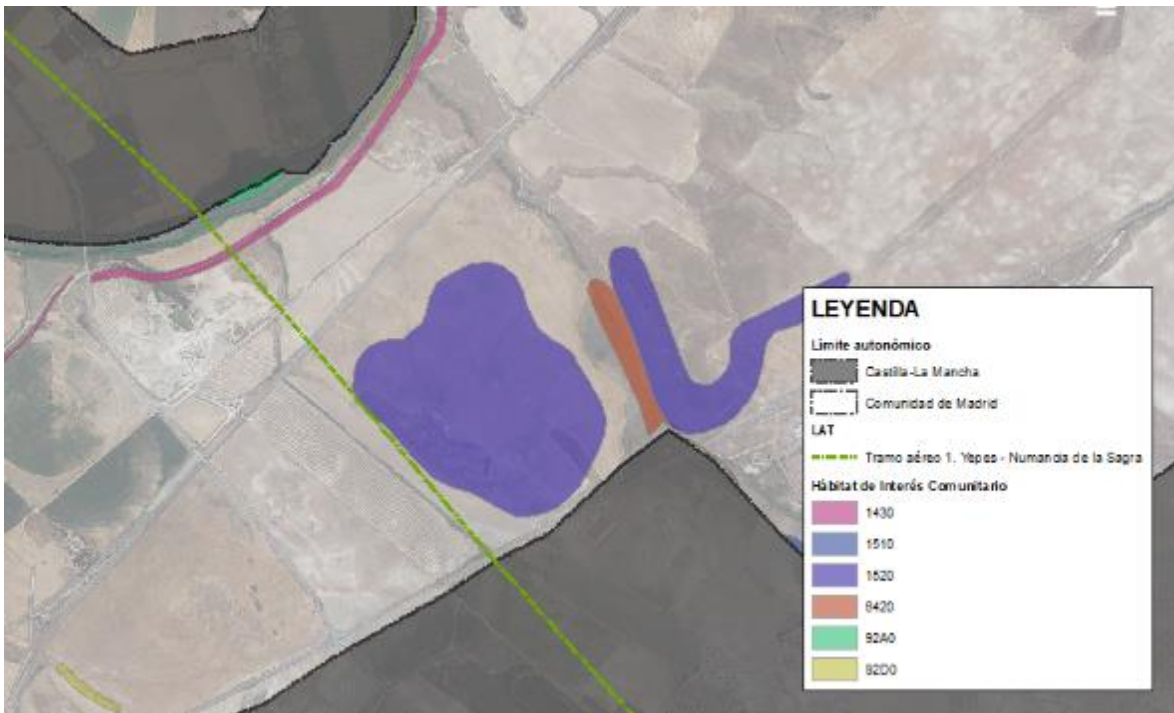 LEYENDA
Límite autonómico
Castilla-La Mancha
Comunidad de Madrid
LAT
Tramo aéreo 1. Yepes - Numancia de la Sagra
Hábitat de Interés Comunitario
1430
1510
1520
6420
92A0
92D0